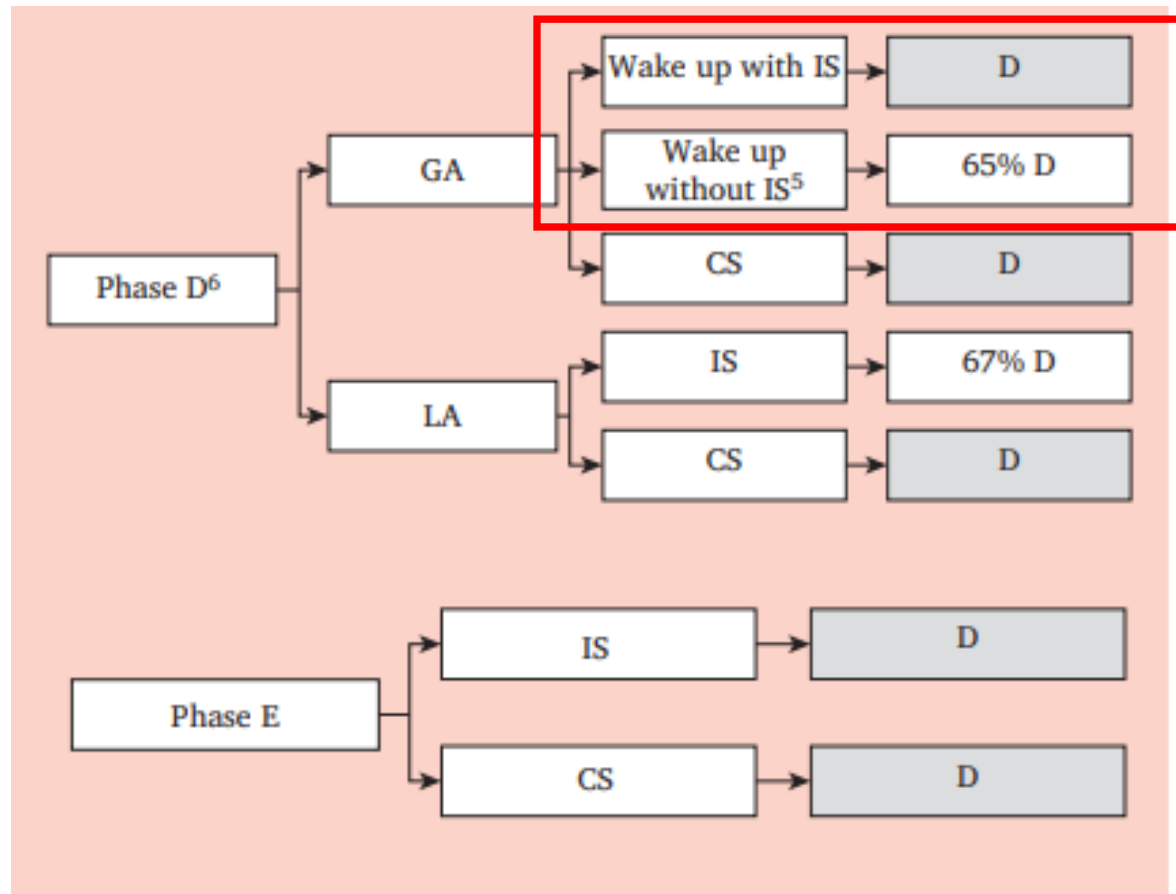 Wake up with IS
D
GA
Wake up
without IS5
65% D
CS
D
Phase D6
IS
67% D
LA
CS
D
IS
D
Phase E
CS
D